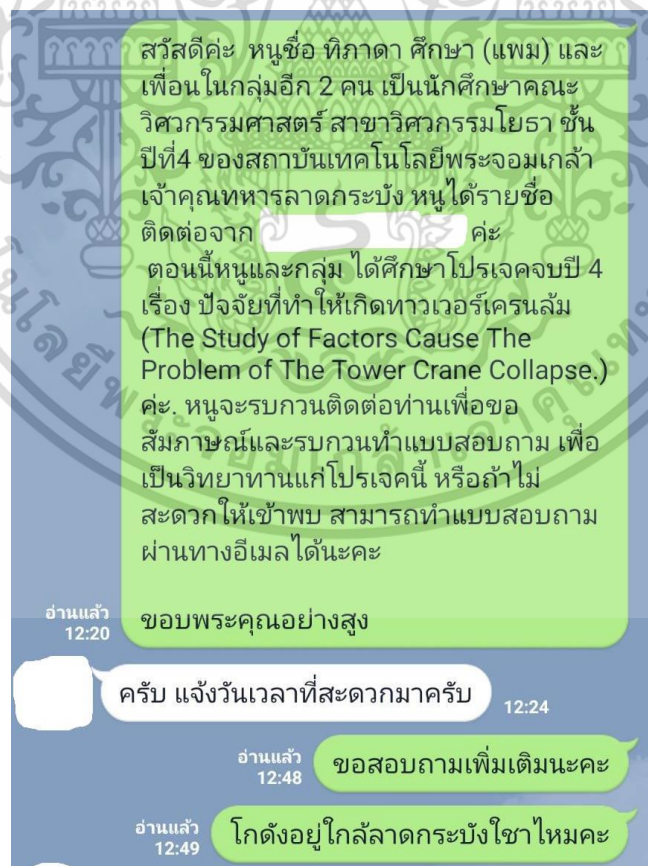 สวัสดีค่ะ หนูชื่อ ทิภาดา ศึกษา (แพม) และ
เพื่อนในกลุ่มอีก 2 คน เป็นนักศึกษาคณะ
วิศวกรรมศาสตร์ สาขาวิศวกรรมโยธา ชั้น
ปีที่4 ของสถาบันเทคโนโลยีพระจอมเกล้า
เจ้าคุณทหารลาดกระบัง หนูได้รายชื่อ
ติดต่อจาก ค่ะ
ตอนนี้หนูและกลุ่ม ได้ศึกษาโปรเจคจบปี 4
เรื่อง ปัจจัยที่ทำให้เกิดทาวเวอร์เครนล้ม
(The Study of Factors Cause The
Problem of The Tower Crane Collapse.)
ค่ะ. หนูจะรบกวนติดต่อท่านเพื่อขอ
สัมภาษณ์และรบกวนทำแบบสอบถาม เพื่อ
เป็นวิทยาทานแก่โปรเจคนี้ หรือถ้าไม่
สะดวกให้เข้าพบ สามารถทำแบบสอบถาม
ผ่านทางอีเมลได้นะคะ
ขอบพระคุณอย่างสูง
อ่านแล้ว
12:20
ครับ แจ้งวันเวลาที่สะดวกมาครับ
12:24
อ่านแล้ว
12:48
ขอสอบถามเพิ่มเติมนะคะ
อ่านแล้ว
12:49
โกดังอยู่ใกล้ลาดกระบังใชาไหมคะ